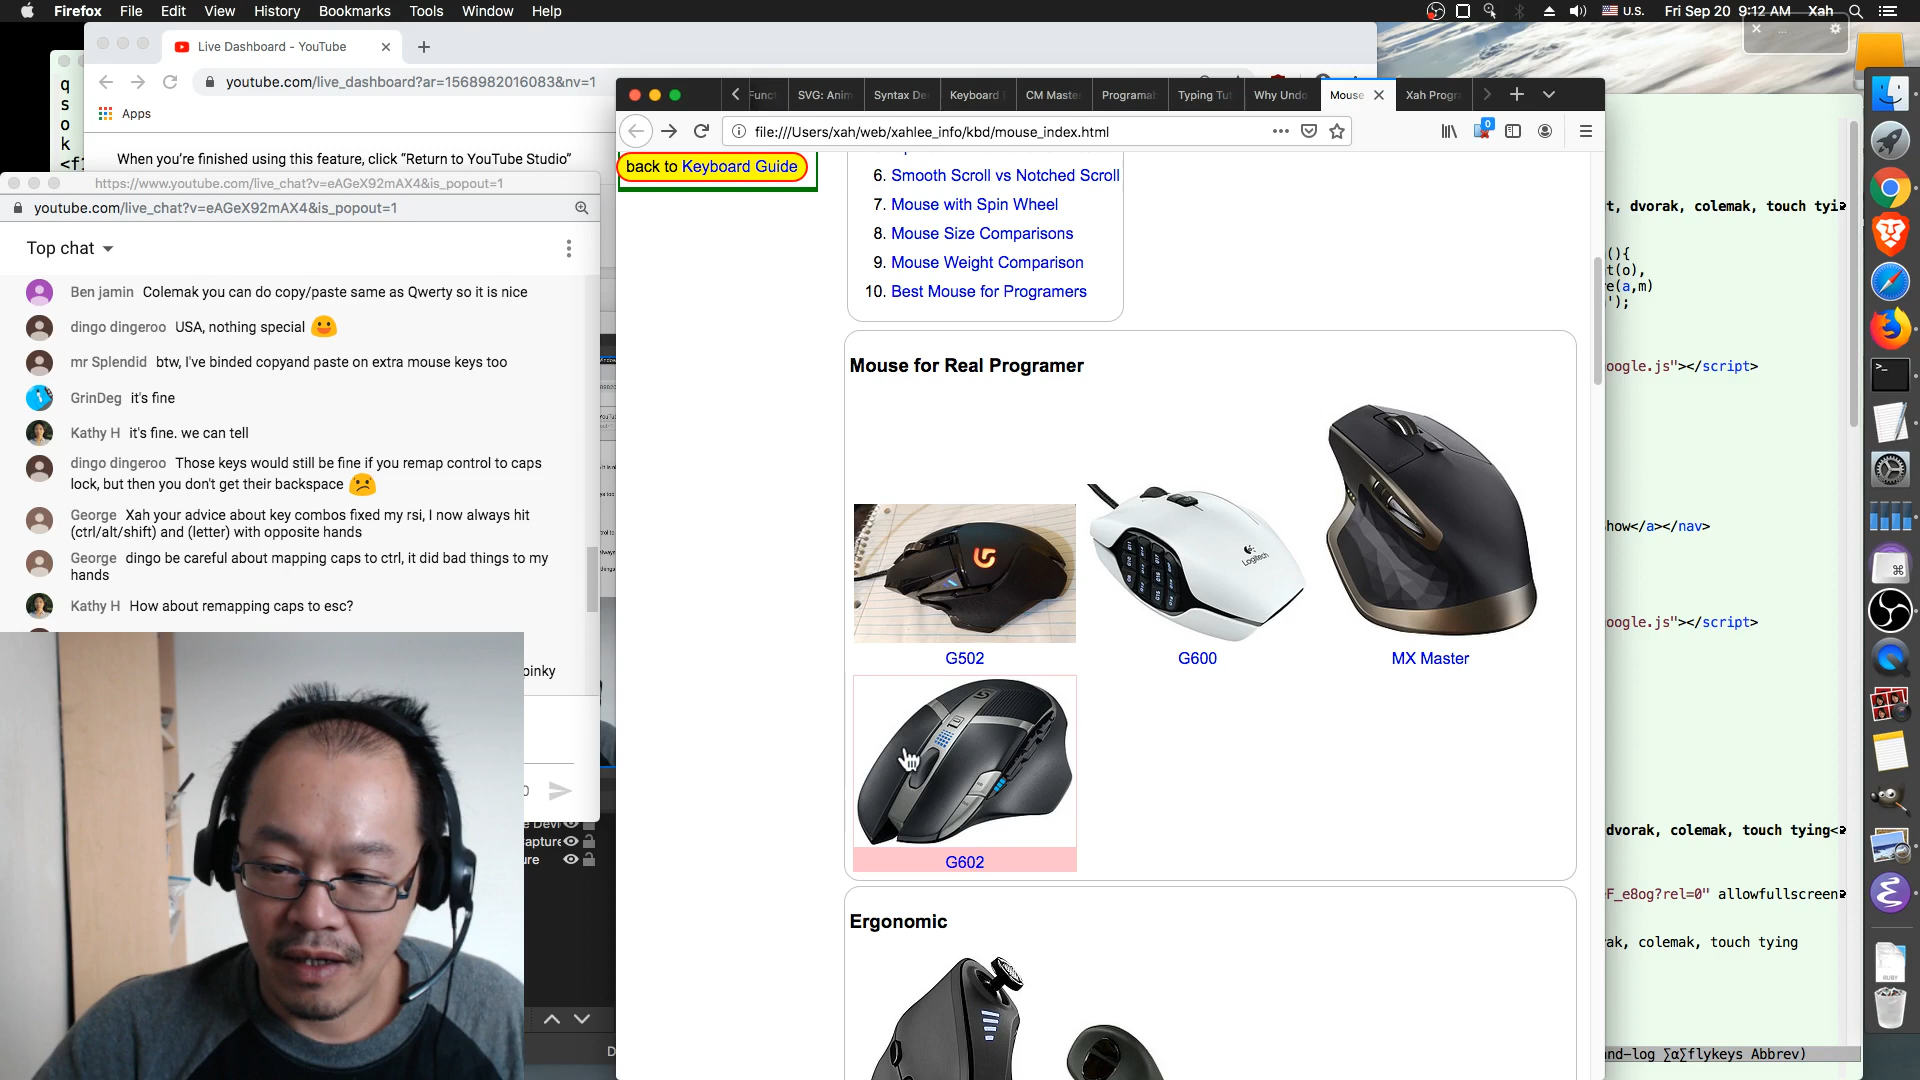 Firefox File Edit View History Bookmarks Tools Window Help
U.S. Fri Sep 20 9:12 AM Xah
Live Dashboard - YouTube
youtube.com/live_dashboard?ar=1568982016083&nv=1
Apps
When you're finished using this feature, click “Return to YouTube Studio”
q
s
o
k
https://www.youtube.com/live_chat?v=eAGeX92mAX4&is_popout=1
youtube.com/live_chat?v=eAGeX92mAX4&is_popout=1
Top chat
Ben jamin Colemak you can do copy/paste same as Qwerty so it is nice
dingo dingeroo USA, nothing special
mr Splendid btw, I've binded copyand paste on extra mouse keys too
GrinDeg it's fine
Kathy H it's fine. we can tell
dingo dingeroo Those keys would still be fine if you remap control to caps
lock, but then you don't get their backspace
George Xah your advice about key combos fixed my rsi, I now always hit
(ctrl/alt/shift) and (letter) with opposite hands
George dingo be careful about mapping caps to ctrl, it did bad things to my
hands
Kathy H How about remapping caps to esc?
pinky
Funct SVG: Anim Syntax De Keyboard CM Maste Programa Typing Tu Why Undo Mouse Xah Progra
file:///Users/xah/web/xahlee_info/kbd/mouse_index.html
0
back to Keyboard Guide
6. Smooth Scroll vs Notched Scroll
7. Mouse with Spin Wheel
8. Mouse Size Comparisons
9. Mouse Weight Comparison
10. Best Mouse for Programers
Mouse for Real Programer
Logitech
G502
G600
MX Master
G602
Ergonomic
t, dvorak, colemak, touch tyi
(){
t(o),
e(a,m)
');
oogle.js"></script>
how</a></nav>
oogle.js"></script>
dvorak, colemak, touch tying<
F_e8og?rel=0" allowfullscreen
ak, colemak, touch tying
nd-log ∑α∑flykeys Abbrev)